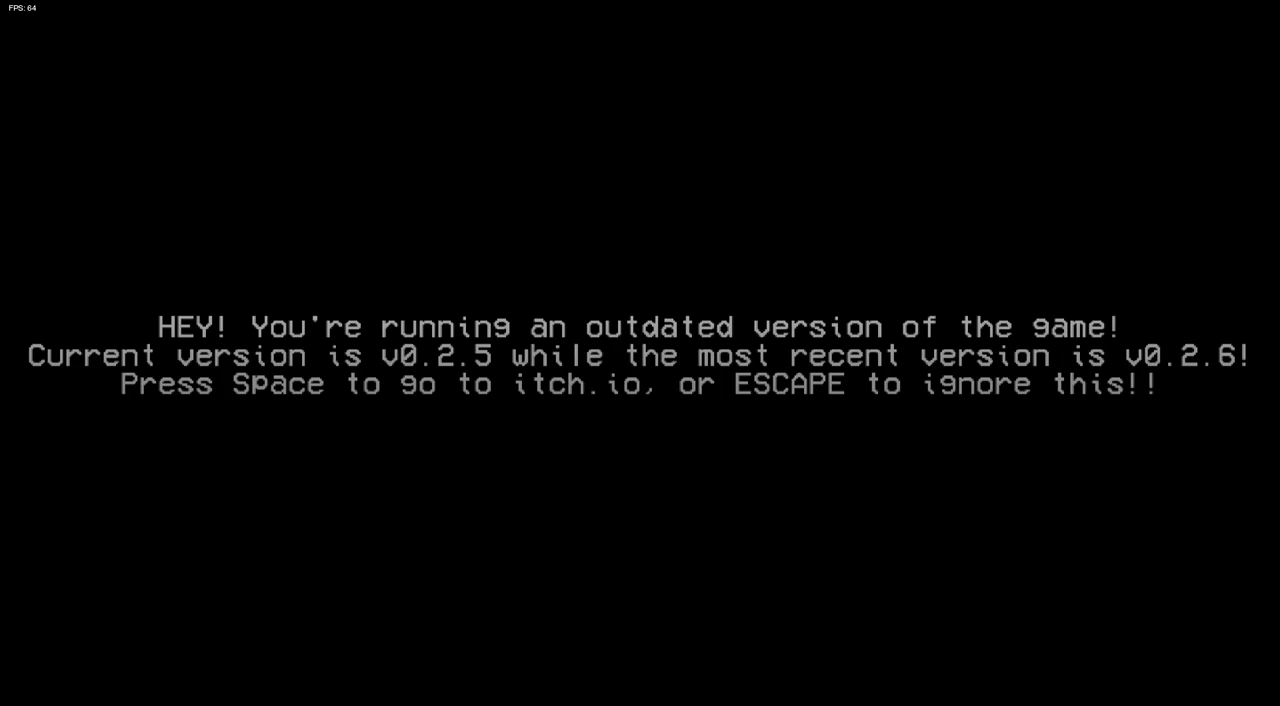 FPS: 64
HEY! You're running an outdated version of the game!
Current version is v0.2.5 while the most recent version is v0.2.6!
Press Space to go to itch.io, or ESCAPE to ignore this!!